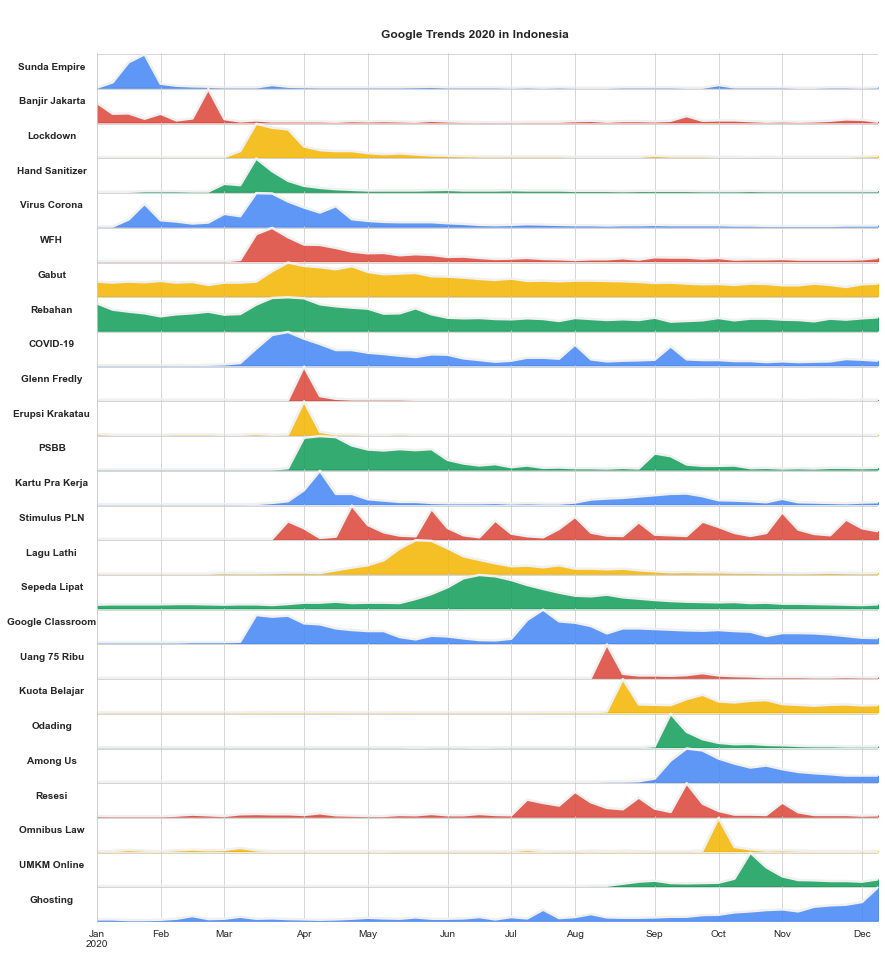 Google Trends 2020 in Indonesia
Sunda Empire
Banjir Jakarta
Lockdown
Hand Sanitizer
Virus Corona
WFH
Gabut
Rebahan
COVID-19
Glenn Fredly
Erupsi Krakatau
PSBB
Kartu Pra Kerja
Stimulus PLN
Lagu Lathi
Sepeda Lipat
Google Classroom
Uang 75 Ribu
Kuota Belajar
Odading
Among Us
Resesi
Omnibus Law
UMKM Online
Ghosting
Jan Feb Mar Apr May Jun Jul Aug Sep Oct Nov Dec
2020